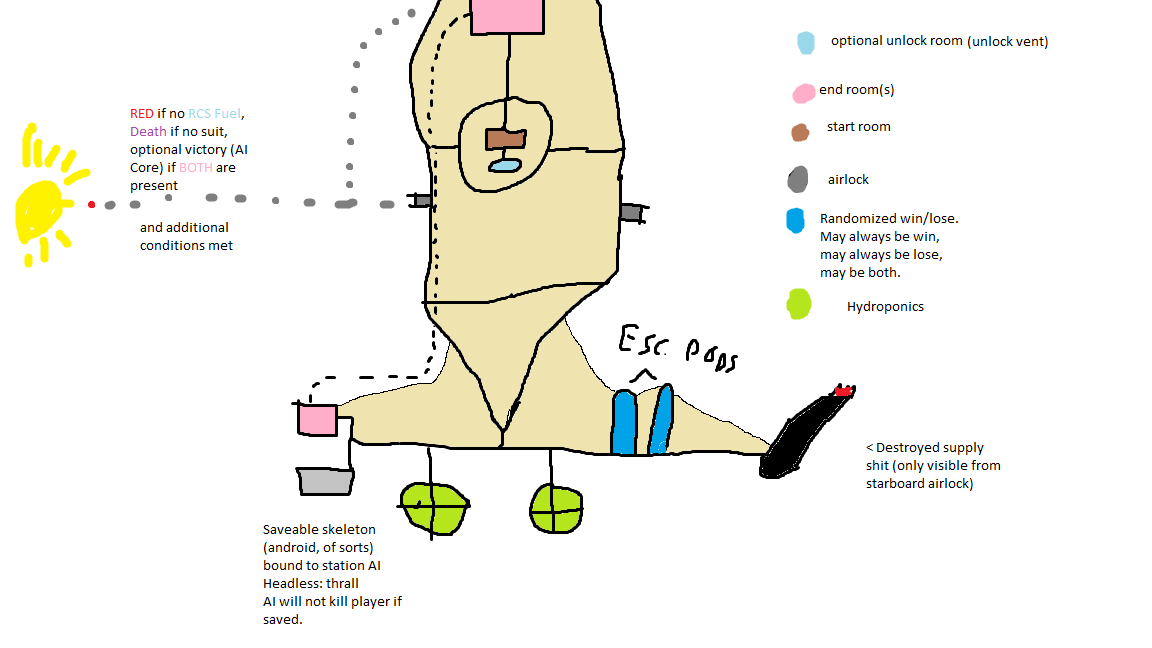 optional unlock room (unlock vent)
end room(s)
start room
airlock
Randomized win/lose.
May always be win,
may always be lose,
may be both.
Hydroponics
RED if no RCS Fuel,
Death if no suit,
optional victory (AI
Core) if BOTH are
present
and additional
conditions met
Esc. pods
< Destroyed supply
shit (only visible from
starboard airlock)
Saveable skeleton
(android, of sorts)
bound to station AI
Headless: thrall
AI will not kill player if
saved.